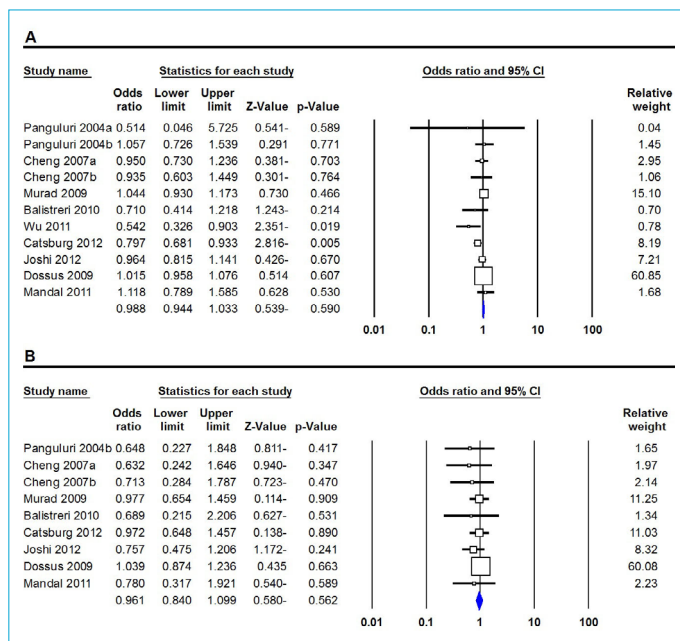 A
Study name Statistics for each study Odds ratio and 95% CI
Odds ratio Lower limit Upper limit Z-Value p-Value Relative weight
Panguluri 2004a 0.514 0.046 5.725 0.541- 0.589 0.04
Panguluri 2004b 1.057 0.726 1.539 0.291 0.771 1.45
Cheng 2007a 0.950 0.730 1.236 0.381- 0.703 2.95
Cheng 2007b 0.935 0.603 1.449 0.301- 0.764 1.06
Murad 2009 1.044 0.930 1.173 0.730 0.466 15.10
Balistreri 2010 0.710 0.414 1.218 1.243- 0.214 0.70
Wu 2011 0.542 0.326 0.903 2.351- 0.019 0.78
Catsburg 2012 0.797 0.681 0.933 2.816- 0.005 8.19
Joshi 2012 0.964 0.815 1.141 0.426- 0.670 7.21
Dossus 2009 1.015 0.958 1.076 0.514 0.607 60.85
Mandal 2011 1.118 0.789 1.585 0.628 0.530 1.68
0.988 0.944 1.033 0.539- 0.590
0.01 0.1 1 10 100
B
Study name Statistics for each study Odds ratio and 95% CI
Odds ratio Lower limit Upper limit Z-Value p-Value Relative weight
Panguluri 2004b 0.648 0.227 1.848 0.811- 0.417 1.65
Cheng 2007a 0.632 0.242 1.646 0.940- 0.347 1.97
Cheng 2007b 0.713 0.284 1.787 0.723- 0.470 2.14
Murad 2009 0.977 0.654 1.459 0.114- 0.909 11.25
Balistreri 2010 0.689 0.215 2.206 0.627- 0.531 1.34
Catsburg 2012 0.972 0.648 1.457 0.138- 0.890 11.03
Joshi 2012 0.757 0.475 1.206 1.172- 0.241 8.32
Dossus 2009 1.039 0.874 1.236 0.435 0.663 60.08
Mandal 2011 0.780 0.317 1.921 0.540- 0.589 2.23
0.961 0.840 1.099 0.580- 0.562
0.01 0.1 1 10 100